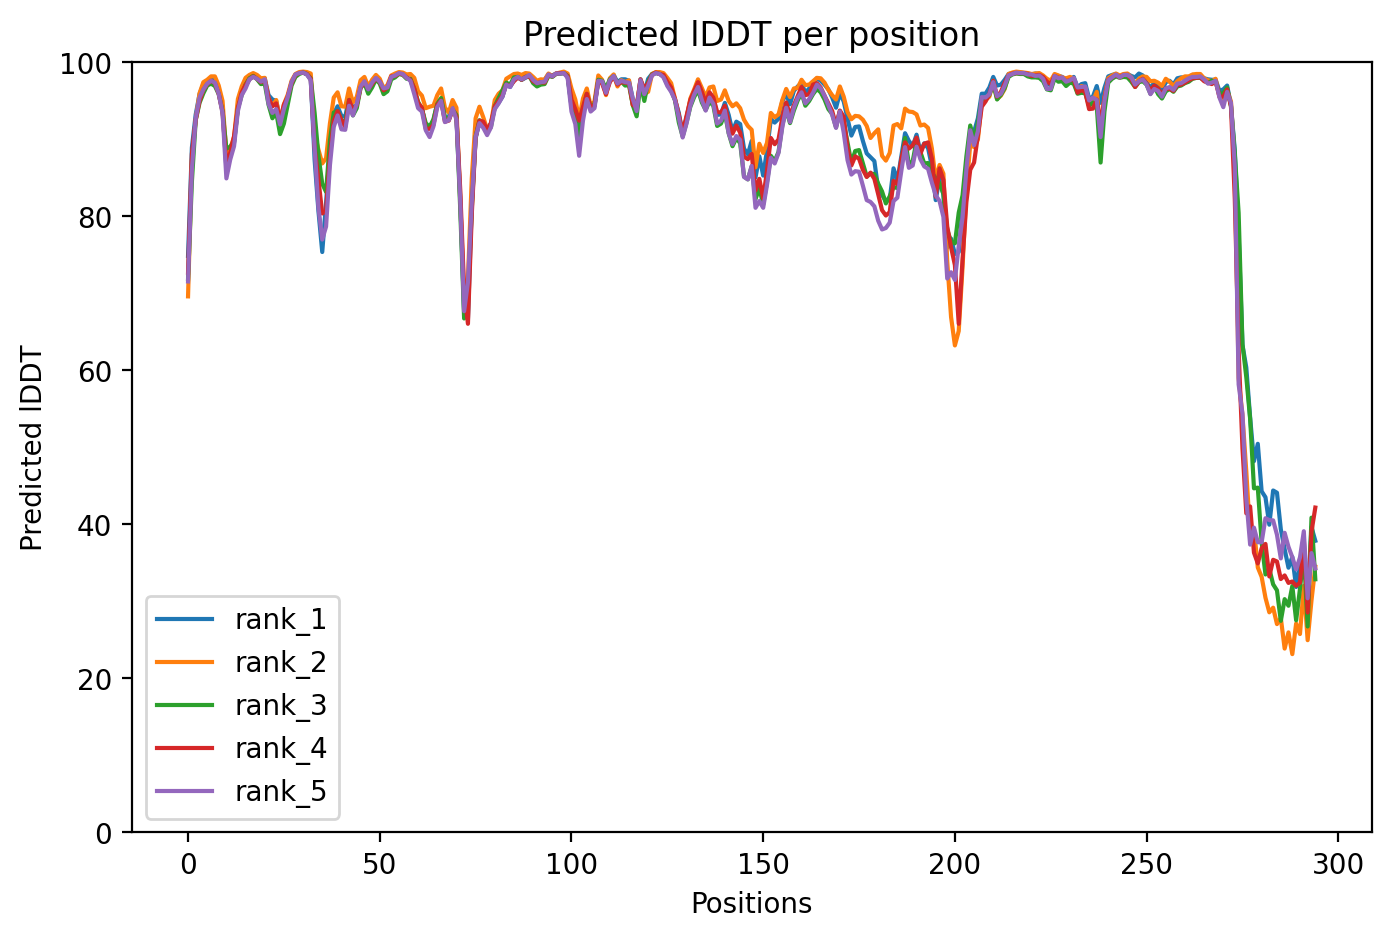 Predicted lDDT per position
100
80
60
40
20
0
Predicted lDDT
rank_1
rank_2
rank_3
rank_4
rank_5
0 50 100 150 200 250 300
Positions